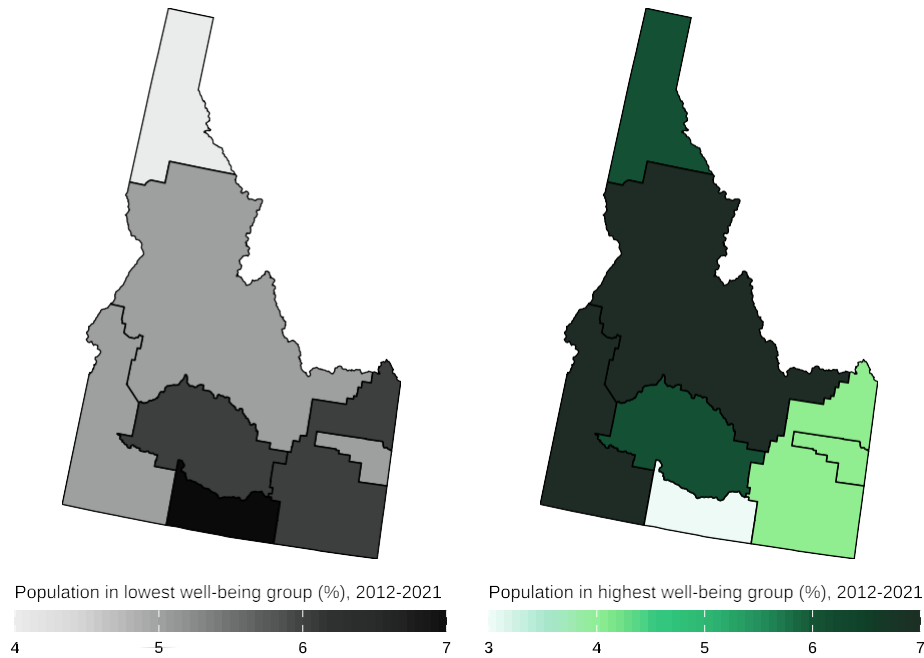 Population in lowest well-being group (%), 2012-2021
4 5 6 7
Population in highest well-being group (%), 2012-2021
3 4 5 6 7